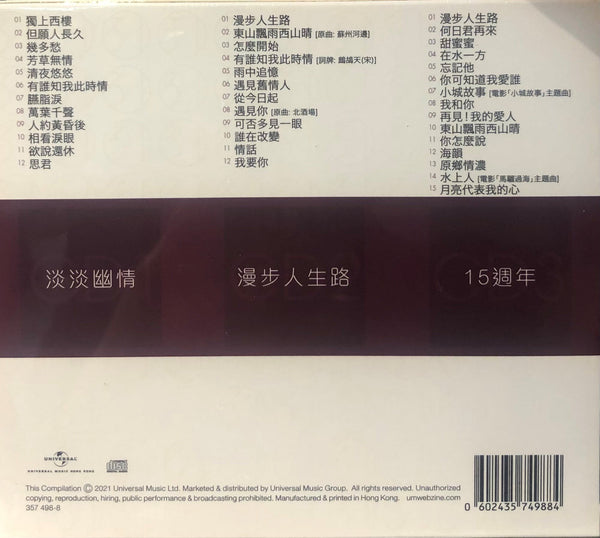 01 獨上西樓
02 但願人長久
03 幾多愁
04 芳草無情
05 清夜悠悠
06 有誰知我此時情
07 臙脂淚
08 萬葉千聲
09 人約黃昏後
10 相看淚眼
11 欲說還休
12 思君
01 漫步人生路
02 東山飄雨西山晴 [原曲: 蘇州河邊]
03 怎麼開始
04 有誰知我此時情 [詞牌: 鷓鴣天(宋)]
05 雨中追憶
06 遇見舊情人
07 從今日起
08 遇見你 [原曲: 北酒場]
09 可否多見一眼
10 誰在改變
11 情話
12 我要你
01 漫步人生路
02 何日君再來
03 甜蜜蜜
04 在水一方
05 忘記他
06 你可知道我愛誰
07 小城故事 [電影「小城故事」主題曲]
08 我和你
09 再見！我的愛人
10 東山飄雨西山晴
11 你怎麼說
12 海韻
13 原鄉情濃
14 水上人 [電影「馬驪過海」主題曲]
15 月亮代表我的心
淡淡幽情
漫步人生路
15週年
UNIVERSAL
UNIVERSAL MUSIC HONG KONG
This Compilation Ⓒ 2021 Universal Music Ltd. Marketed & distributed by Universal Music Group. All rights reserved. Unauthorized
copying, reproduction, hiring, public performance & broadcasting prohibited. Manufactured & printed in Hong Kong. umwebzine.com
357 498-8
0 602435 749884